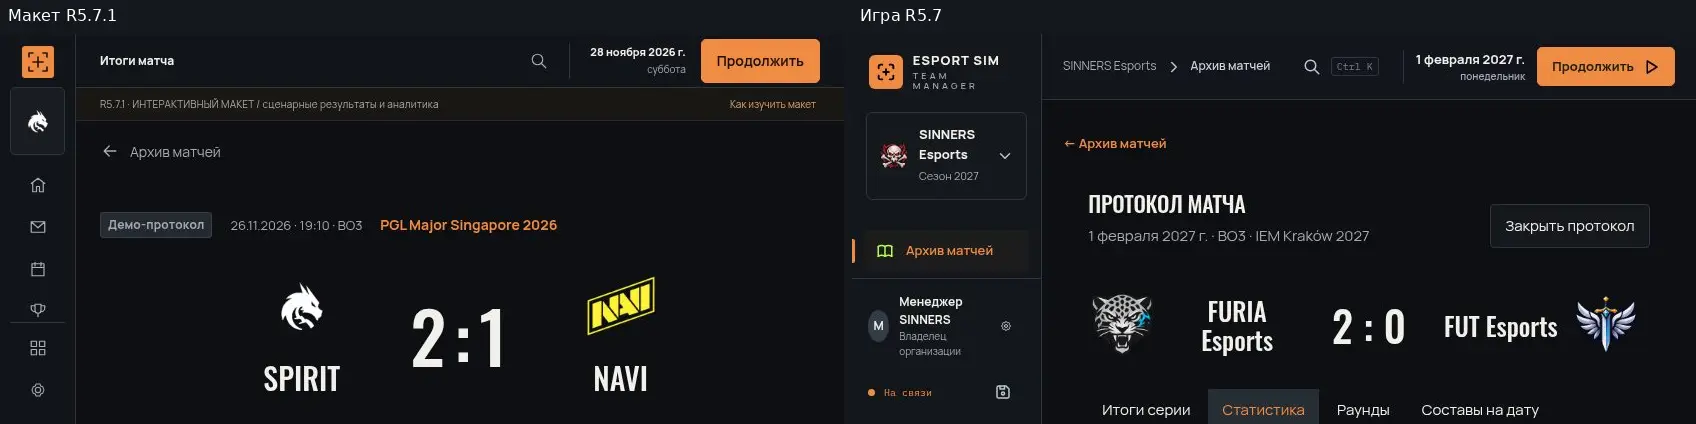 Макет R5.7.1
Итоги матча
28 ноября 2026 г.
суббота
Продолжить
R5.7.1 · ИНТЕРАКТИВНЫЙ МАКЕТ / сценарные результаты и аналитика
Как изучить макет
← Архив матчей
Демо-протокол
26.11.2026 · 19:10 · BO3
PGL Major Singapore 2026
2:1
NAVI
SPIRIT
NAVI
Игра R5.7
ESPORT SIM
TEAM
MANAGER
SINNERS Esports
Архив матчей
Ctrl K
1 февраля 2027 г.
понедельник
Продолжить
SINNERS
Esports
Сезон 2027
Архив матчей
М
Менеджер
SINNERS
Владелец
организации
На связи
← Архив матчей
ПРОТОКОЛ МАТЧА
1 февраля 2027 г. · BO3 · IEM Kraków 2027
Закрыть протокол
FURIA
Esports
2 : 0
FUT Esports
Итоги серии
Статистика
Раунды
Составы на дату